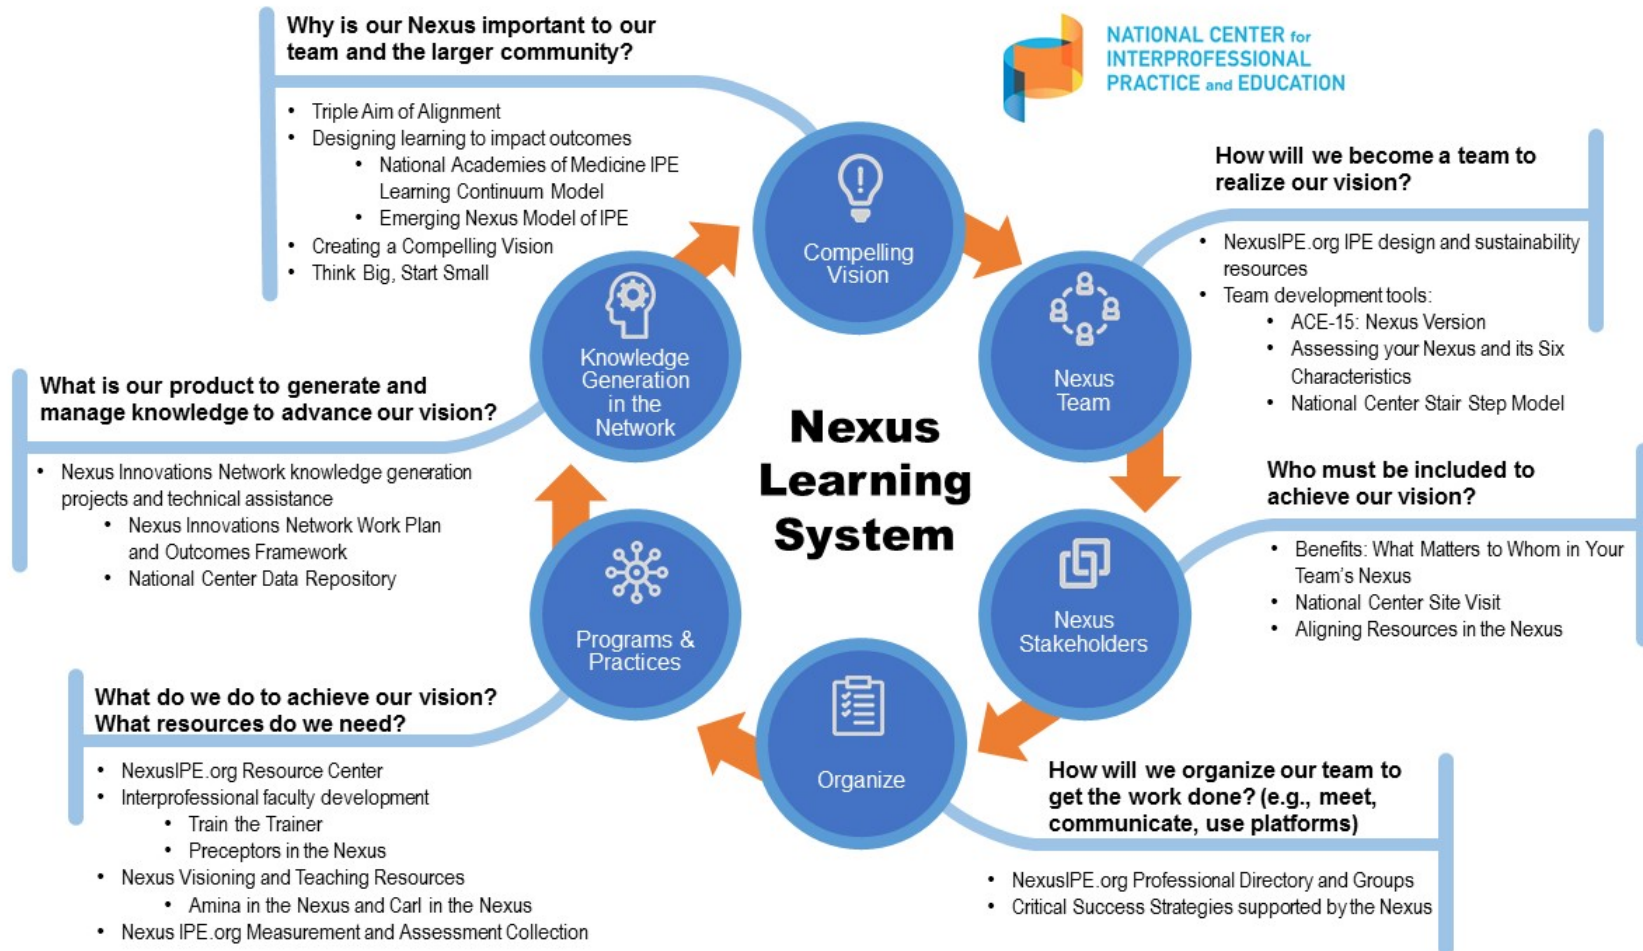 Why is our Nexus important to our
team and the larger community?
• Triple Aim of Alignment
• Designing learning to impact outcomes
• National Academies of Medicine IPE
Learning Continuum Model
• Emerging Nexus Model of IPE
• Creating a Compelling Vision
• Think Big, Start Small
NATIONAL CENTER for
INTERPROFESSIONAL
PRACTICE and EDUCATION
Compelling
Vision
How will we become a team to
realize our vision?
• NexusIPE.org IPE design and sustainability
resources
• Team development tools:
• ACE-15: Nexus Version
• Assessing your Nexus and its Six
Characteristics
• National Center Stair Step Model
Nexus
Team
Who must be included to
achieve our vision?
• Benefits: What Matters to Whom in Your
Team’s Nexus
• National Center Site Visit
• Aligning Resources in the Nexus
Nexus
Stakeholders
How will we organize our team to
get the work done? (e.g., meet,
communicate, use platforms)
• NexusIPE.org Professional Directory and Groups
• Critical Success Strategies supported by the Nexus
Organize
What do we do to achieve our vision?
What resources do we need?
• NexusIPE.org Resource Center
• Interprofessional faculty development
• Train the Trainer
• Preceptors in the Nexus
• Nexus Visioning and Teaching Resources
• Amina in the Nexus and Carl in the Nexus
• Nexus IPE.org Measurement and Assessment Collection
Programs &
Practices
What is our product to generate and
manage knowledge to advance our vision?
• Nexus Innovations Network knowledge generation
projects and technical assistance
• Nexus Innovations Network Work Plan
and Outcomes Framework
• National Center Data Repository
Knowledge
Generation
in the
Network
Nexus
Learning
System